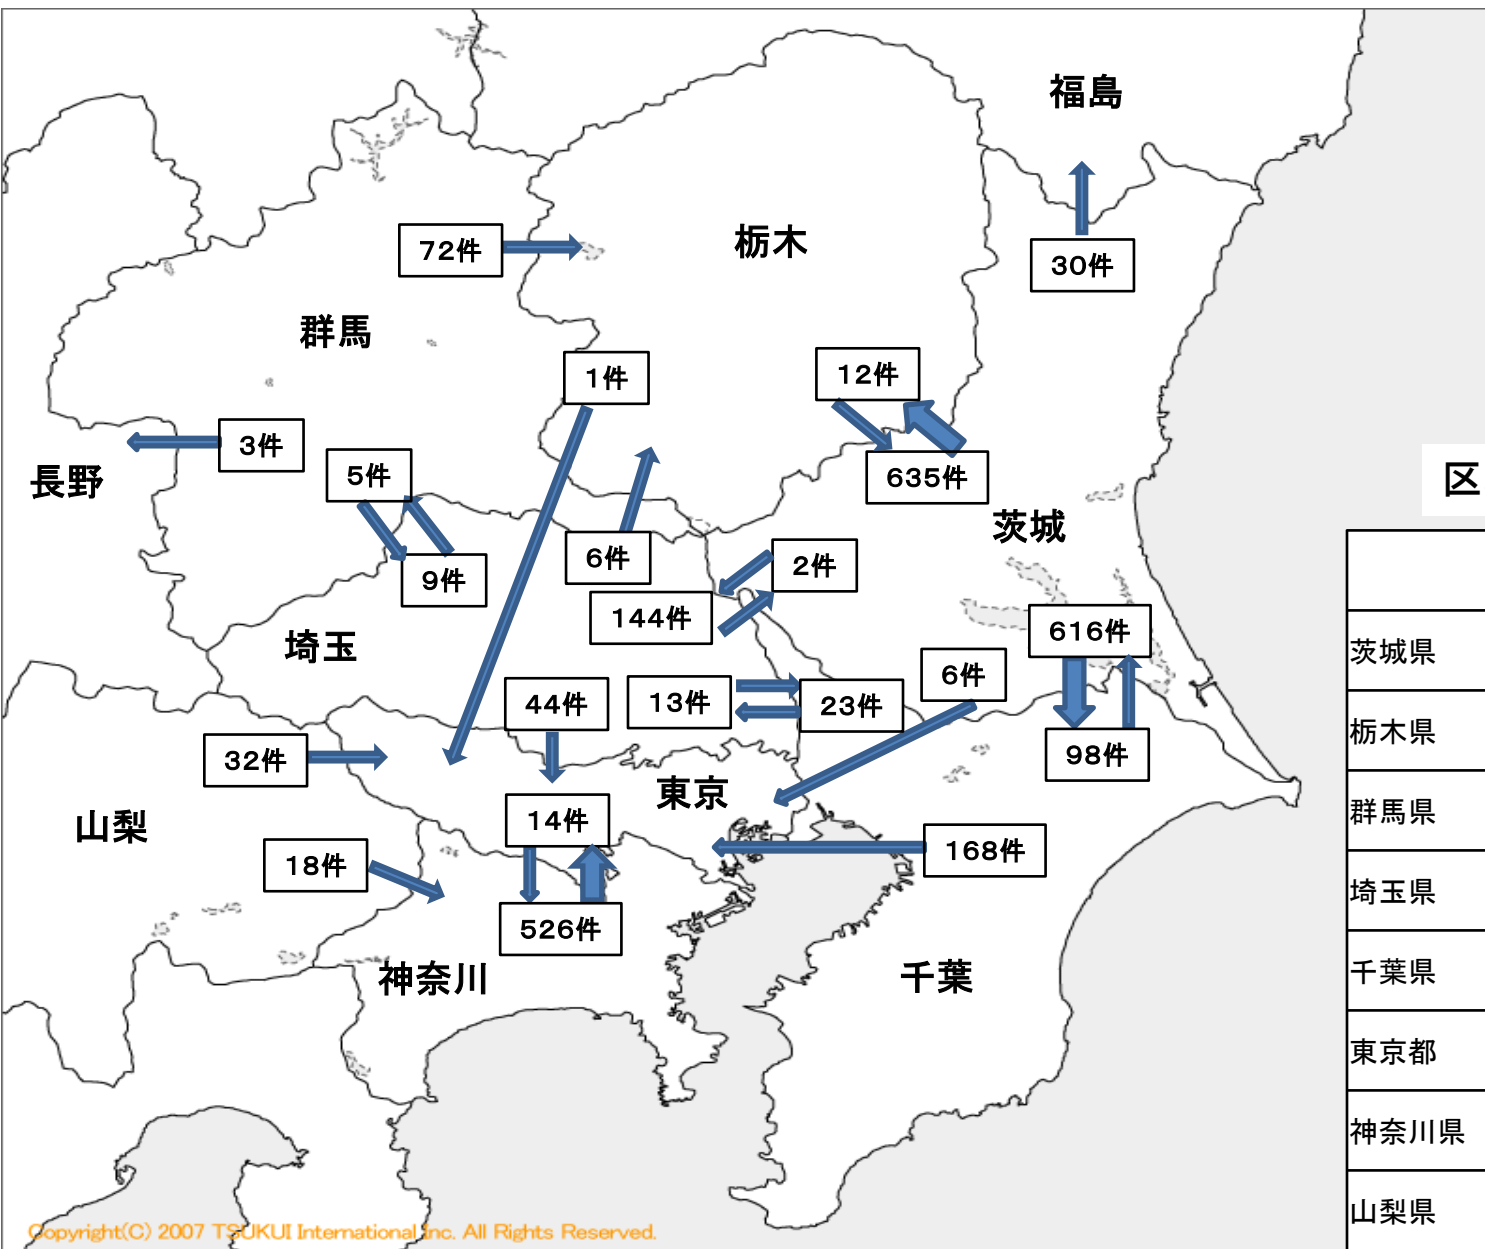 福島
72件
栃木
30件
群馬
1件
12件
3件
5件
635件
長野
区
茨城
6件
2件
9件
144件
616件
埼玉
茨城県
6件
13件
44件
23件
栃木県
32件
98件
東京
群馬県
山梨
14件
168件
18件
埼玉県
526件
神奈川
千葉
千葉県
東京都
神奈川県
山梨県
Copyright(C) 2007 TSUKUI International Inc. All Rights Reserved.